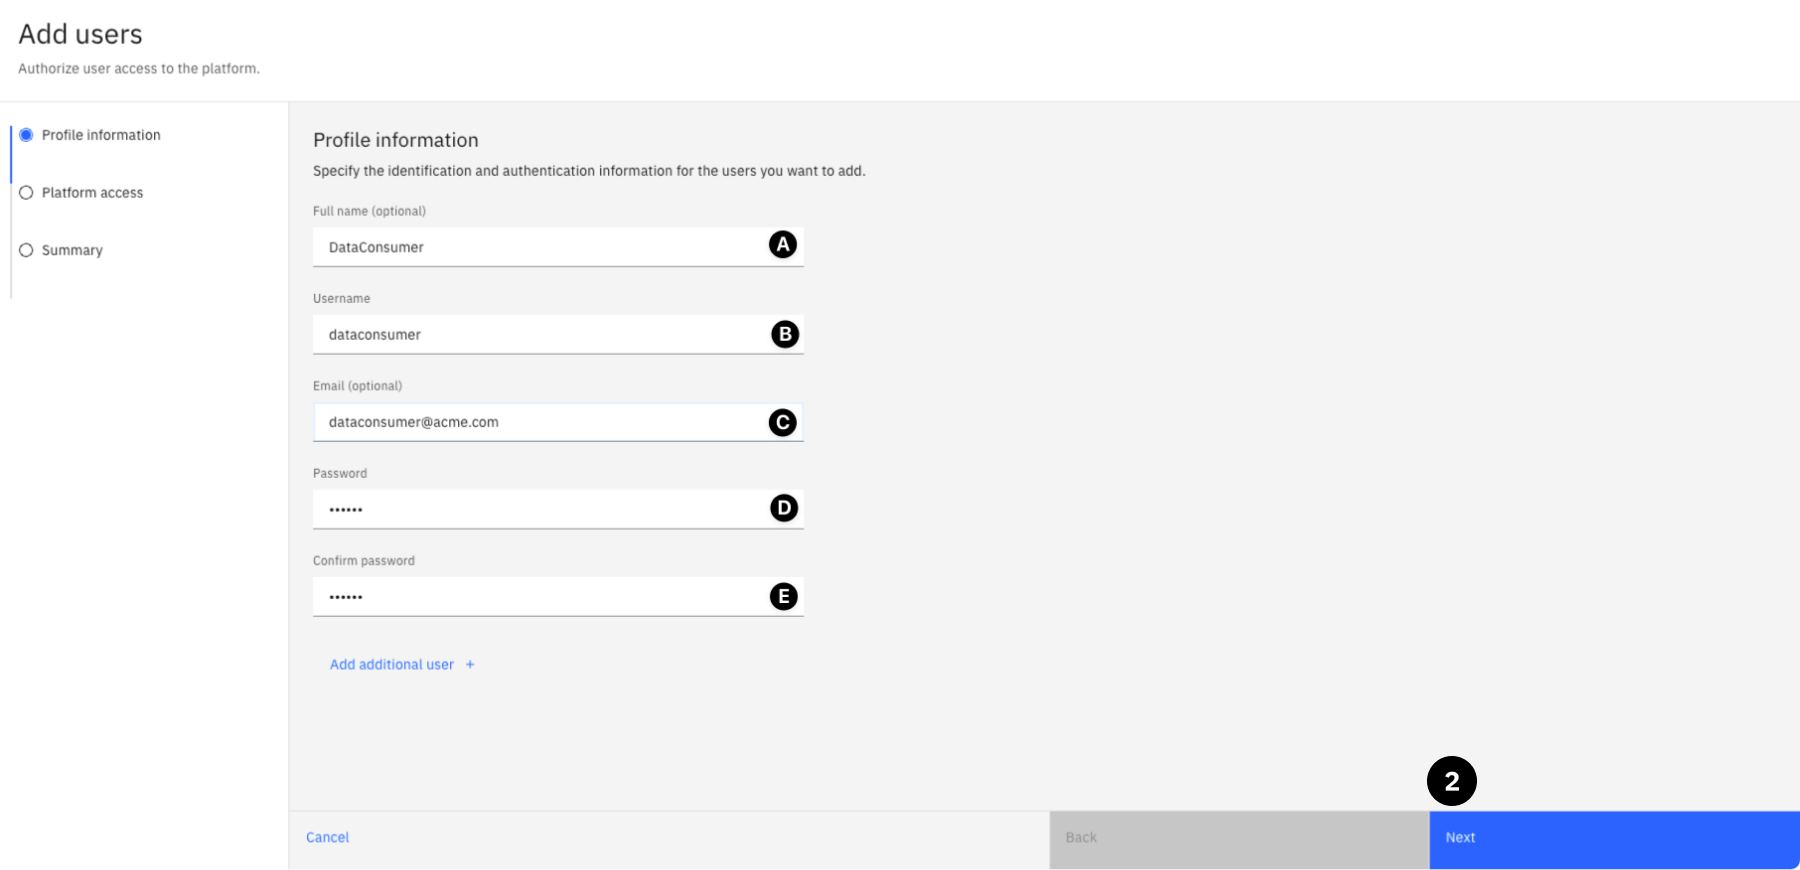 Add users
Authorize user access to the platform.
Profile information
Platform access
Summary
Profile information
Specify the identification and authentication information for the users you want to add.
Full name (optional)
DataConsumer A
Username
dataconsumer B
Email (optional)
dataconsumer@acme.com C
Password
•••••• D
Confirm password
•••••• E
Add additional user +
2
Cancel Back Next